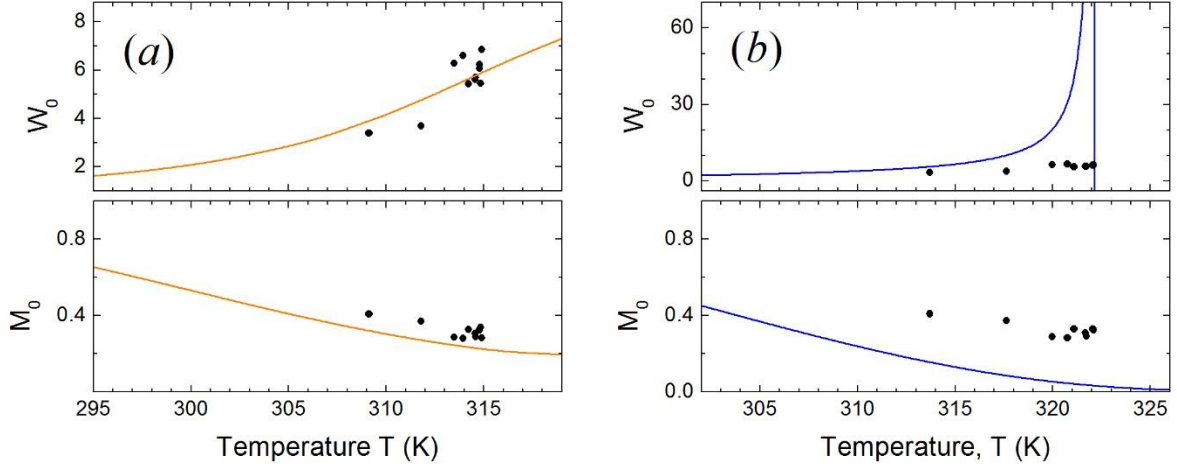 (a)
8
6
4
2
W₀
0.8
0.4
M₀
295 300 305 310 315
Temperature T (K)
(b)
60
30
0
W₀
0.8
0.4
0.0
M₀
305 310 315 320 325
Temperature, T (K)